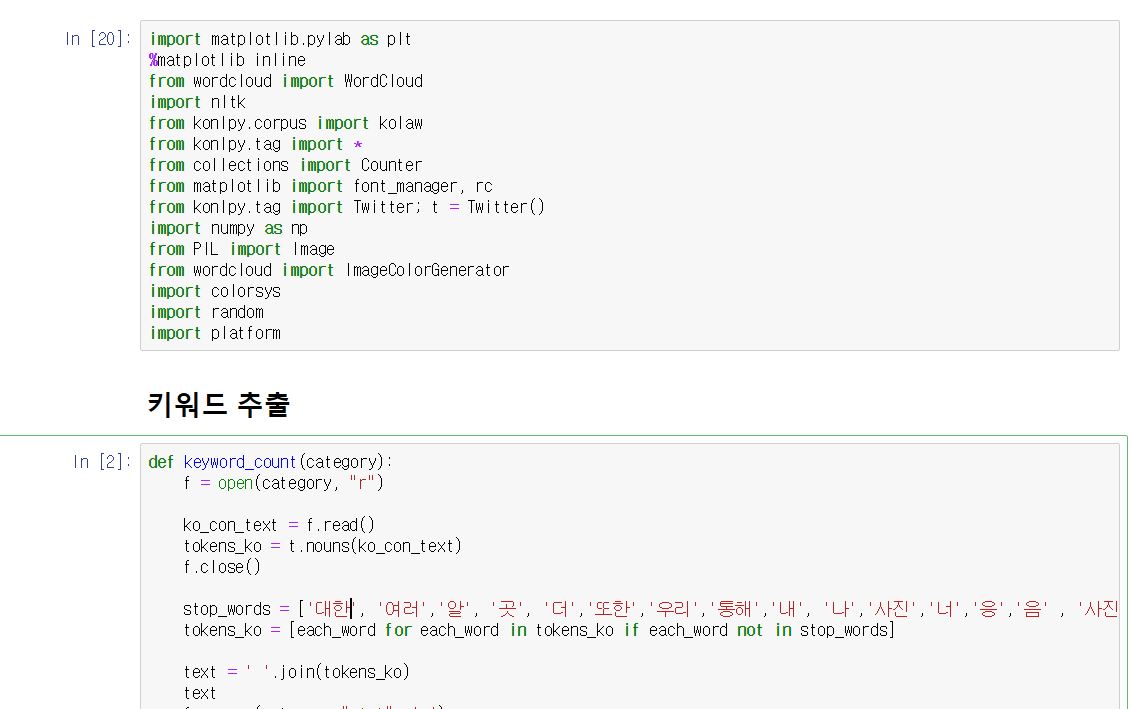 In [20]:
import matplotlib.pylab as plt
%matplotlib inline
from wordcloud import WordCloud
import nltk
from konlpy.corpus import kolaw
from konlpy.tag import *
from collections import Counter
from matplotlib import font_manager, rc
from konlpy.tag import Twitter; t = Twitter()
import numpy as np
from PIL import Image
from wordcloud import ImageColorGenerator
import colorsys
import random
import platform
키워드 추출
In [2]:
def keyword_count(category):
    f = open(category, "r")
    ko_con_text = f.read()
    tokens_ko = t.nouns(ko_con_text)
    f.close()
    stop_words = ['대한', '여러','알', '곳', '더','또한','우리','통해','내', '나','사진','너','응','음' , '사진
    tokens_ko = [each_word for each_word in tokens_ko if each_word not in stop_words]
    text = ' '.join(tokens_ko)
    text